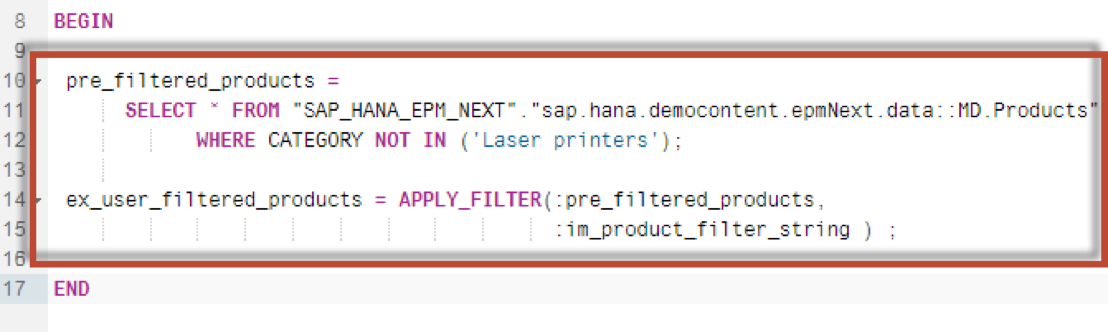 8 BEGIN
9
10 pre_filtered_products =
11 SELECT * FROM "SAP_HANA_EPM_NEXT"."sap.hana.democontent.epmNext.data::MD.Products"
12 WHERE CATEGORY NOT IN ('Laser printers');
13
14 ex_user_filtered_products = APPLY_FILTER(:pre_filtered_products,
15 :im_product_filter_string ) ;
16
17 END